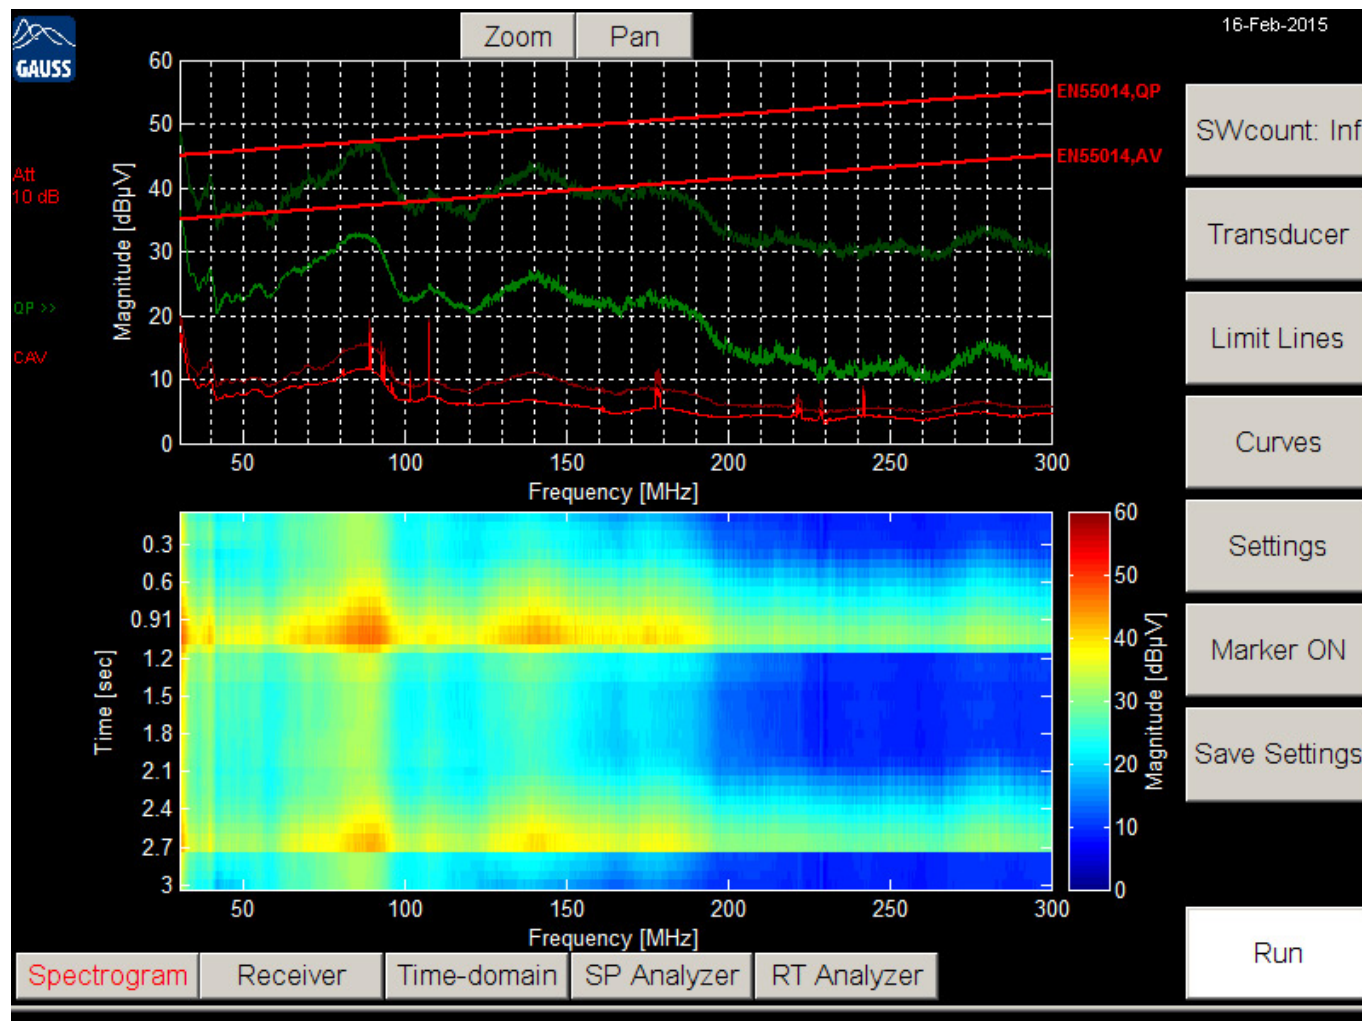 GAUSS
Zoom
Pan
16-Feb-2015
60
50
40
30
20
10
0
Magnitude [dBµV]
EN55014,QP
EN55014,AV
Att
10 dB
QP >>
CAV
50
100
150
200
250
300
Frequency [MHz]
SWcount: Inf
Transducer
Limit Lines
Curves
Settings
Marker ON
Save Settings
Run
0.3
0.6
0.91
1.2
1.5
1.8
2.1
2.4
2.7
3
Time [sec]
50
100
150
200
250
300
Frequency [MHz]
60
50
40
30
20
10
0
Magnitude [dBµV]
Spectrogram
Receiver
Time-domain
SP Analyzer
RT Analyzer